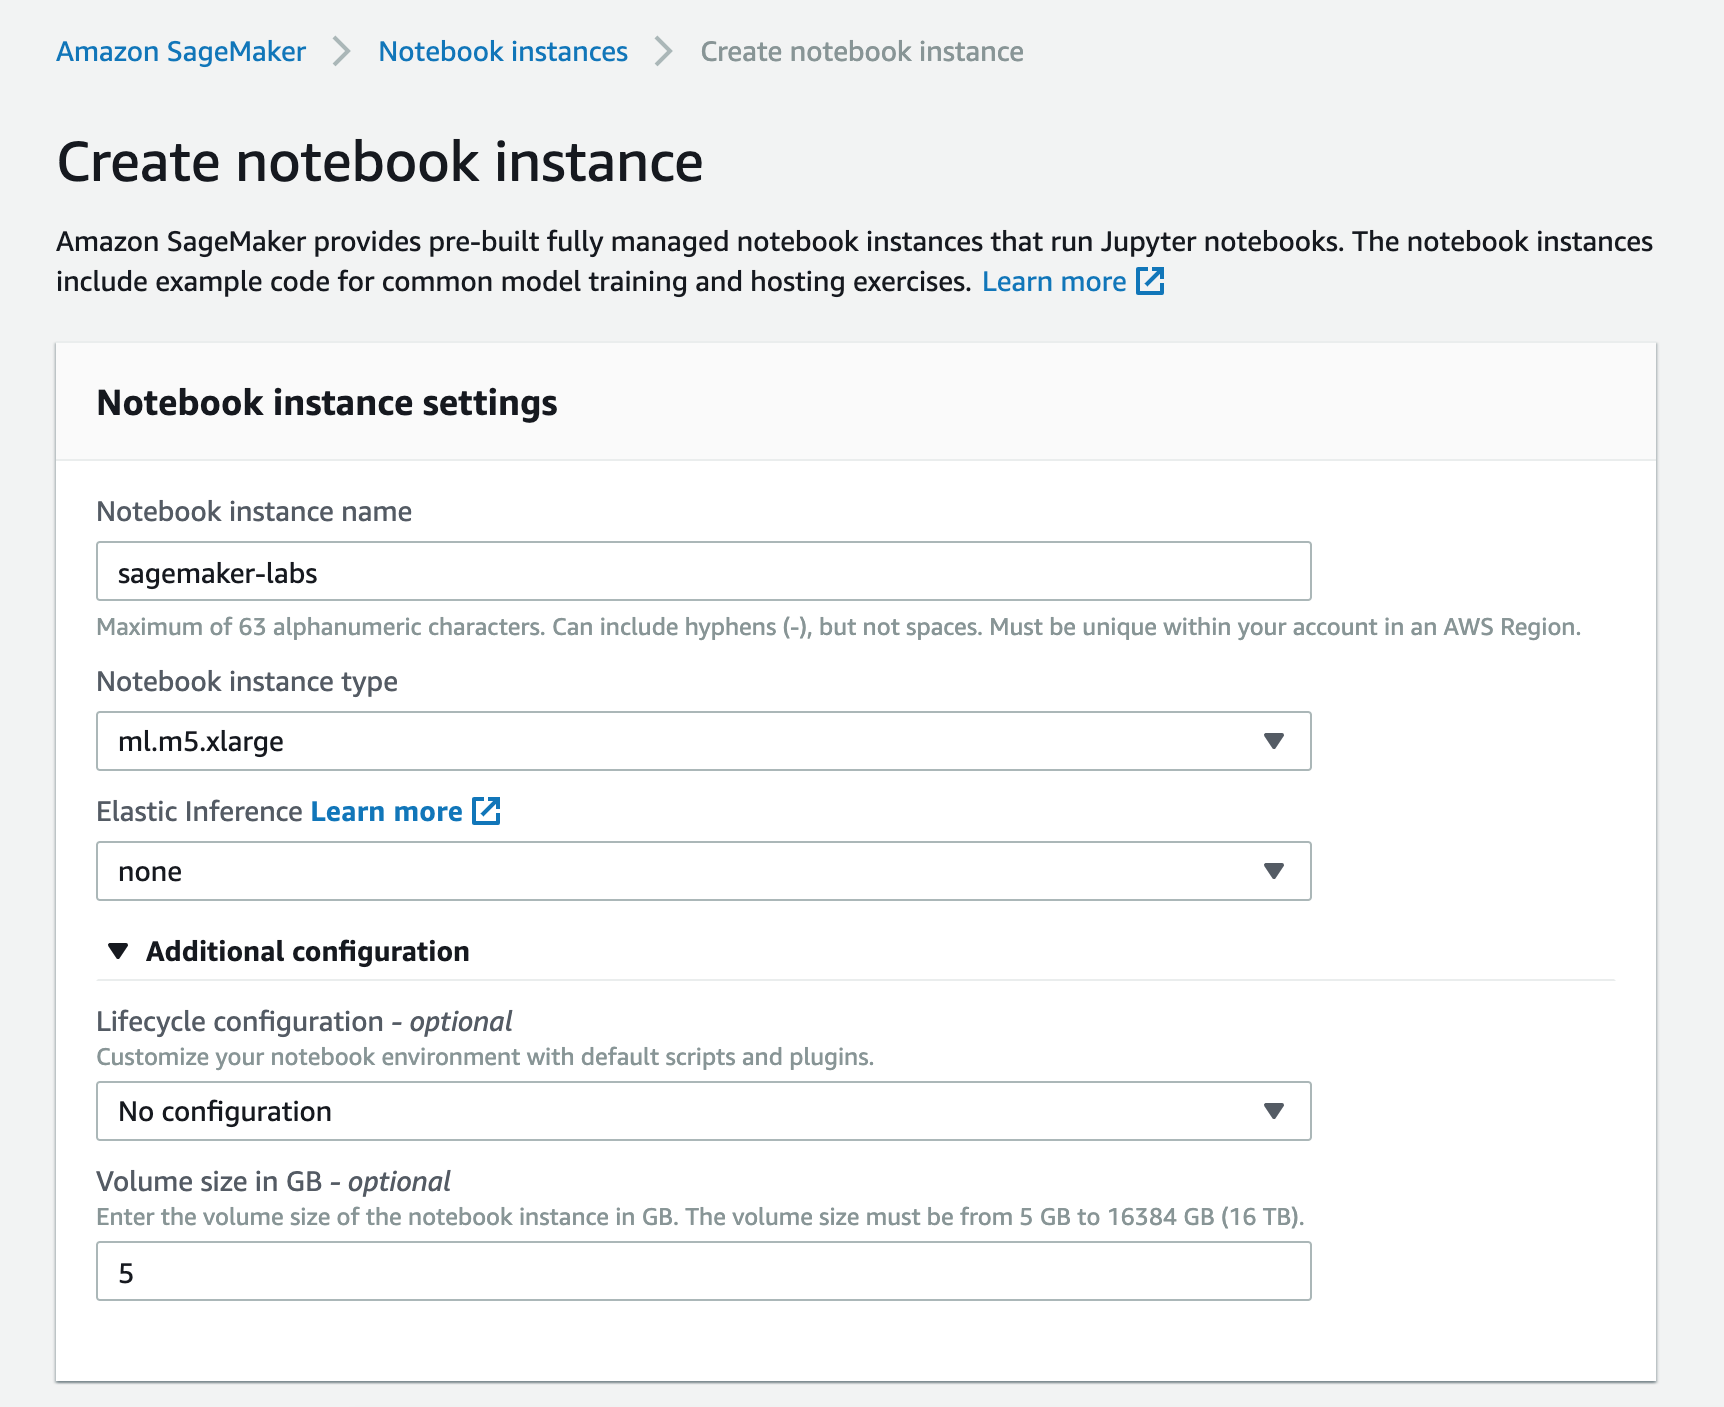 Amazon SageMaker > Notebook instances > Create notebook instance
Create notebook instance
Amazon SageMaker provides pre-built fully managed notebook instances that run Jupyter notebooks. The notebook instances
include example code for common model training and hosting exercises. Learn more
Notebook instance settings
Notebook instance name
sagemaker-labs
Maximum of 63 alphanumeric characters. Can include hyphens (-), but not spaces. Must be unique within your account in an AWS Region.
Notebook instance type
ml.m5.xlarge
Elastic Inference Learn more
none
Additional configuration
Lifecycle configuration - optional
Customize your notebook environment with default scripts and plugins.
No configuration
Volume size in GB - optional
Enter the volume size of the notebook instance in GB. The volume size must be from 5 GB to 16384 GB (16 TB).
5